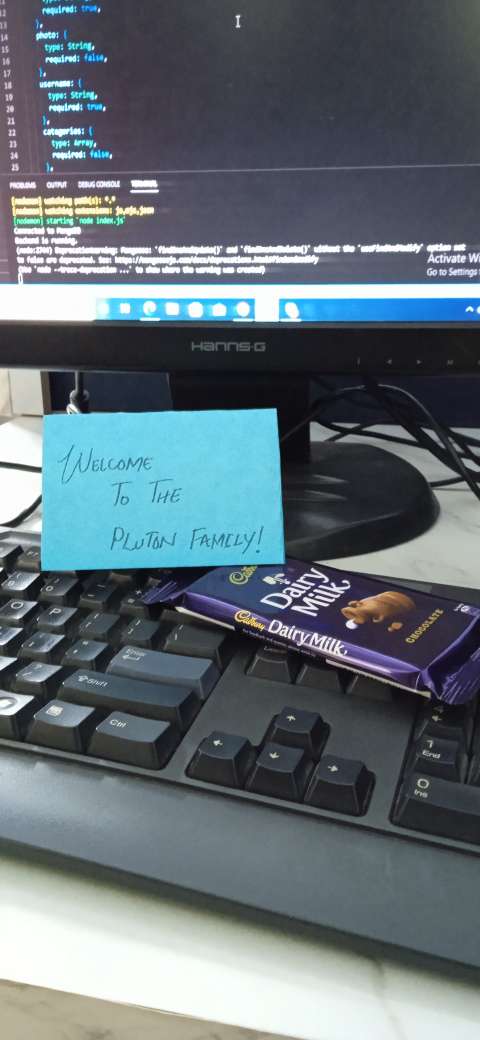 12
13 required: true,
14 },
photo: {
15 type: String,
16 required: false,
17 },
18 username: {
19 type: String,
20 required: true,
21 },
22 categories: {
23 type: Array,
24 required: false,
25 },
PROBLEMS OUTPUT DEBUG CONSOLE TERMINAL
[nodemon] watching path(s): *.*
[nodemon] watching extensions: js,mjs,json
[nodemon] starting `node index.js`
Connected to MongoDB
Backend is running.
DeprecationWarning: Mongoose: `findOneAndUpdate()` and `findOneAndDelete()` without the `useFindAndModify` option set
to false are deprecated. See: https://mongoosejs.com/docs/deprecations.html#findandmodify
(Use `node --trace-deprecation ...` to show where the warning was created)
Activate Wi
Go to Settings
HANNS·G
WELCOME
TO THE
PLUTON FAMILY!
Cadbury
Dairy
Milk
CHOCOLATE
Cadbury DairyMilk
Enter
Shift
Ctrl
1
End
0
Ins